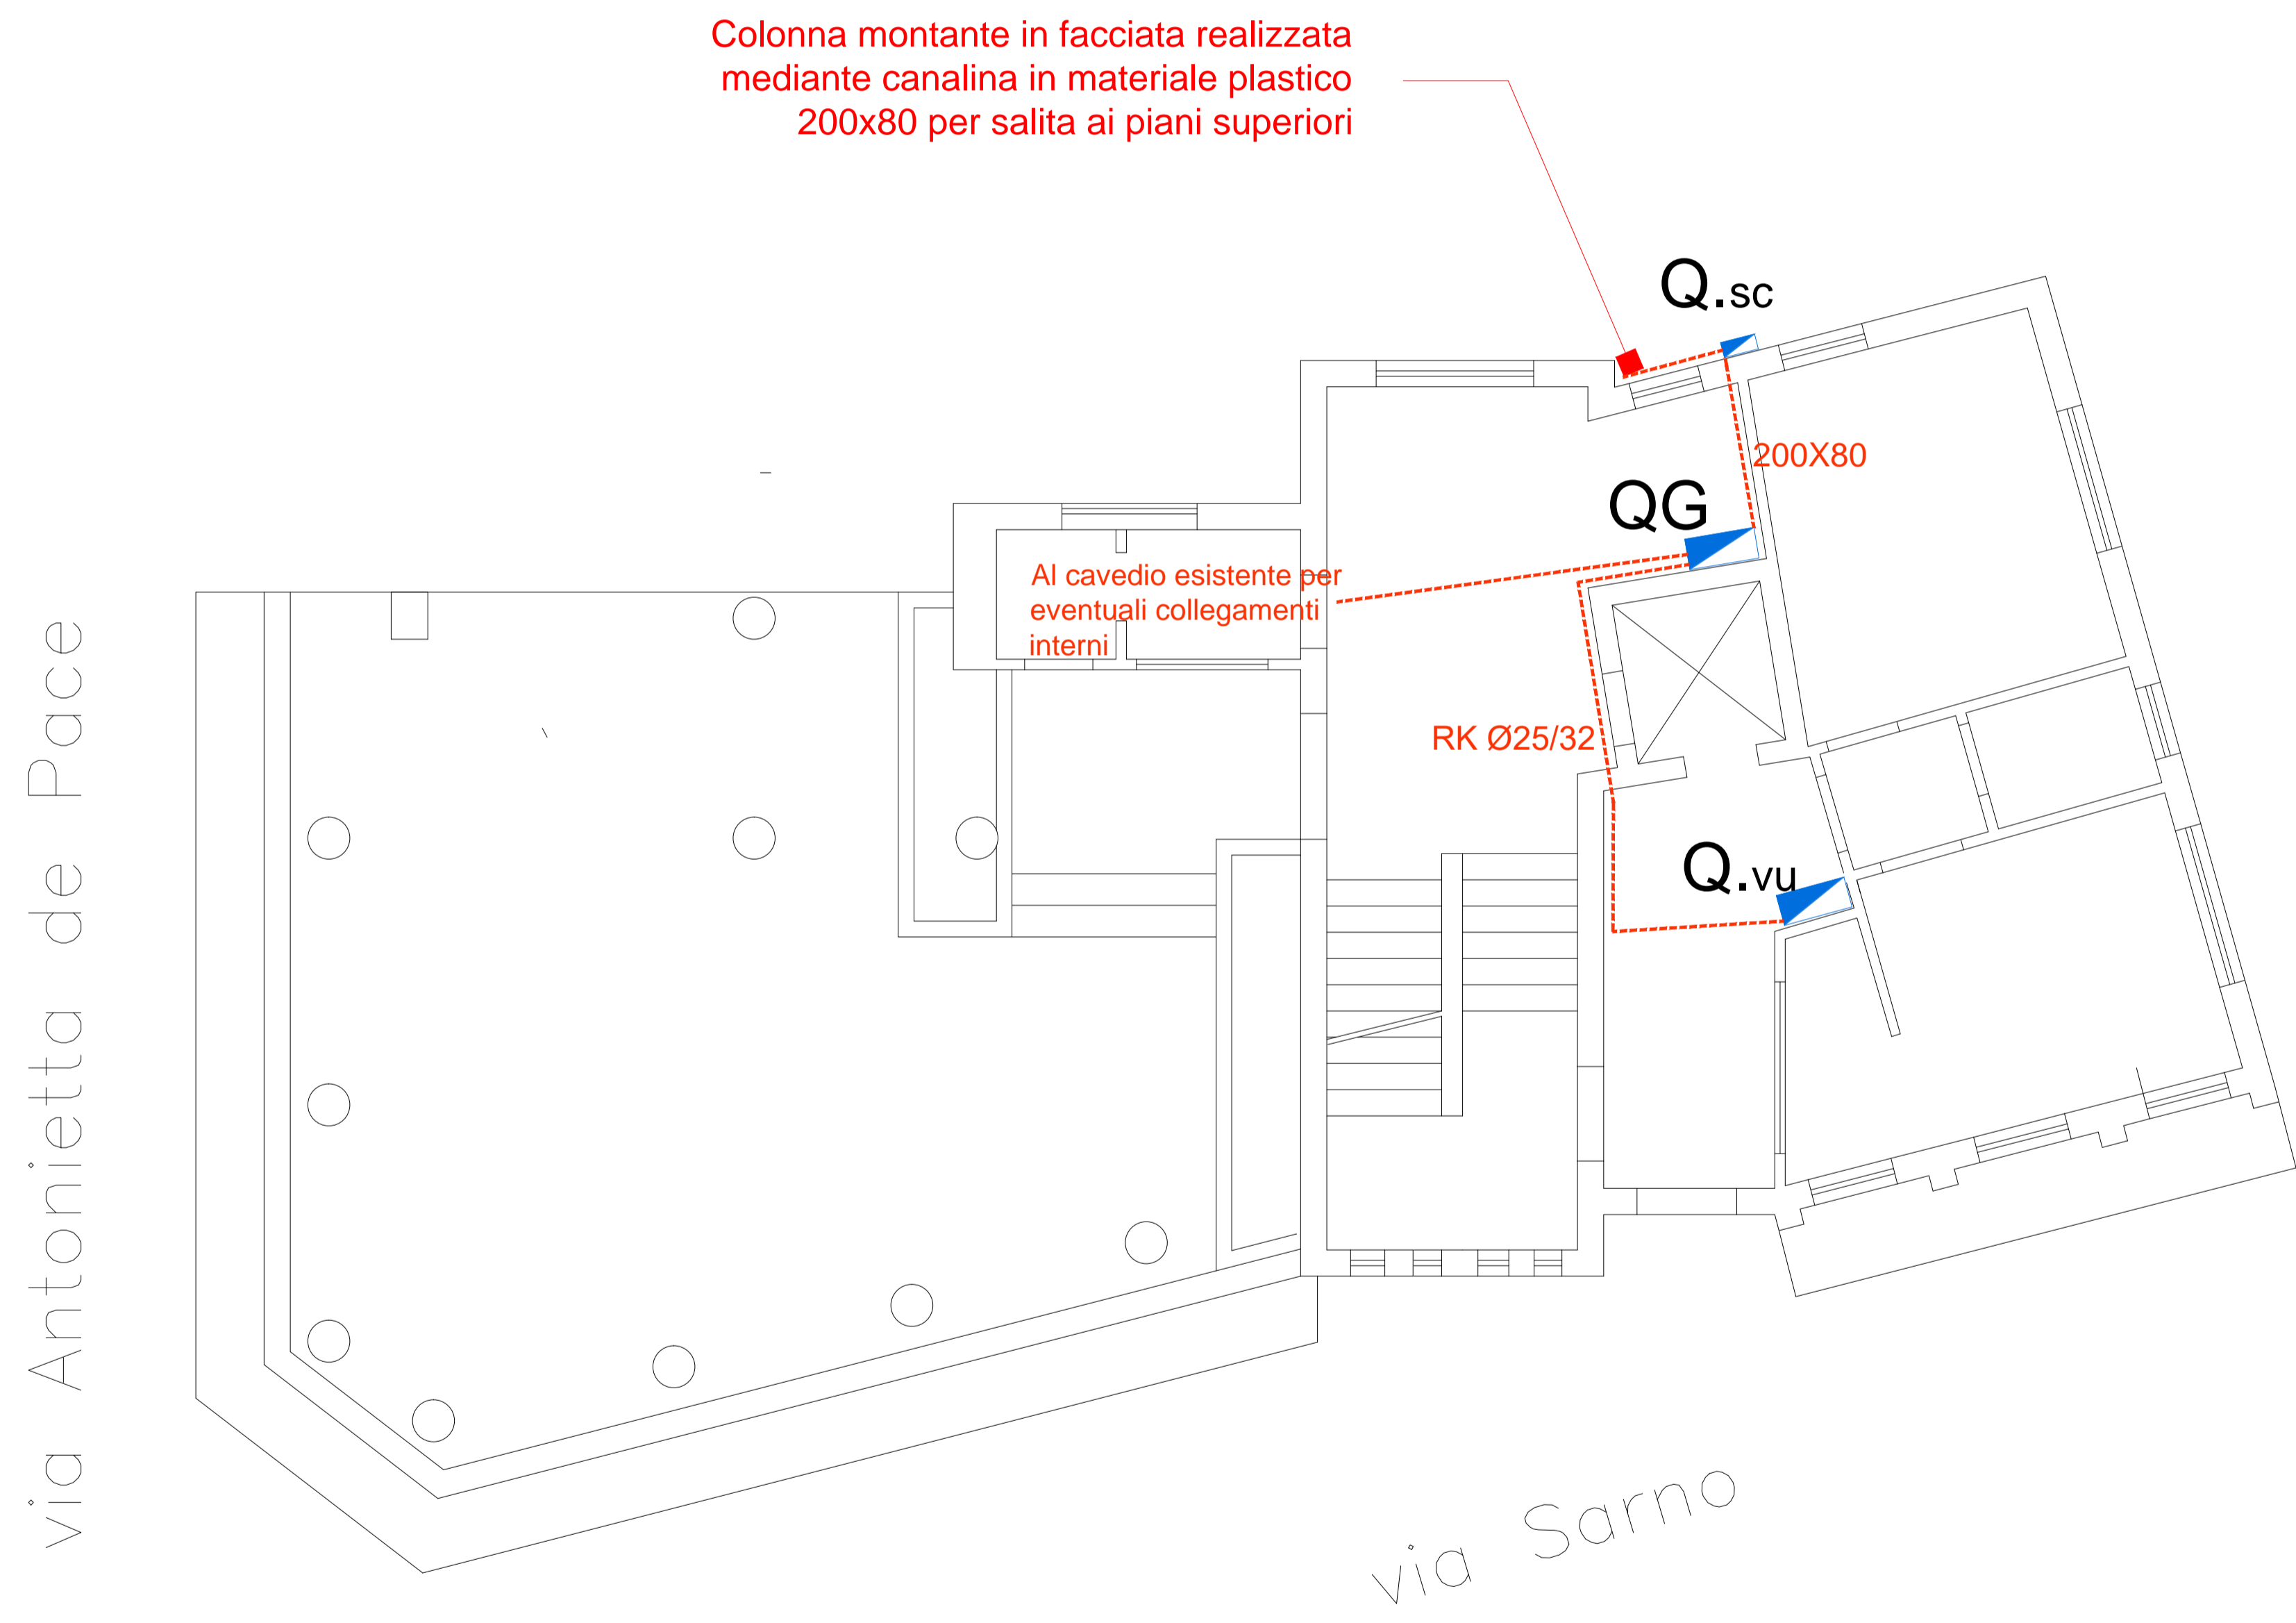 Colonna montante in facciata realizzata
mediante canalina in materiale plastico
200x80 per salita ai piani superiori
Q.sc
200X80
QG
Al cavedio esistente per
eventuali collegamenti
interni
RK Ø25/32
Q.vu
via Antonietta de Pace
via Sarno